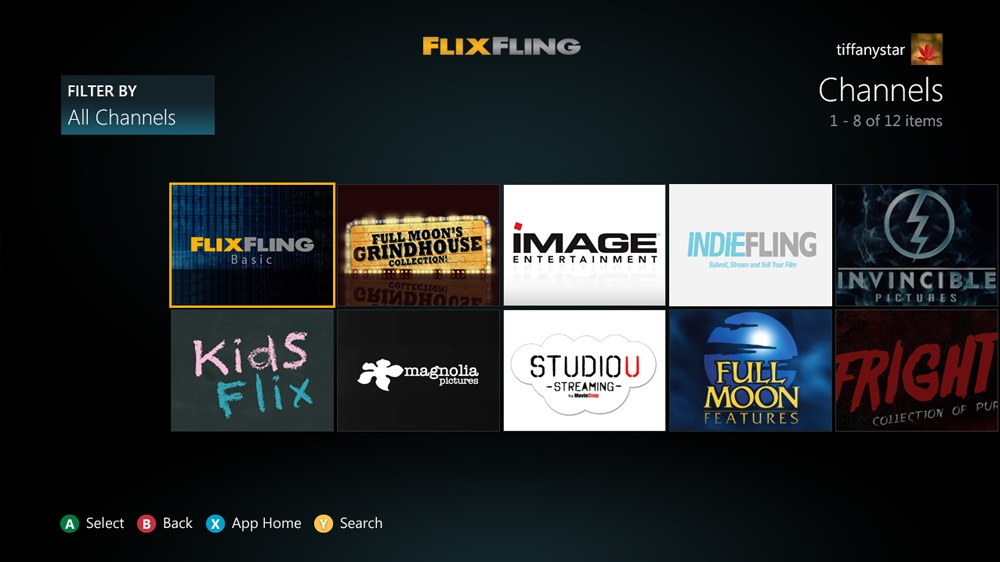 FLIXFLING
tiffanystar
FILTER BY
All Channels
Channels
1 - 8 of 12 items
FLIXFLING
Basic
FULL MOON'S
GRINDHOUSE
COLLECTION!
iMAGE
ENTERTAINMENT
INDIEFLING
Submit, Stream and Sell Your Film
INVINCIBLE
PICTURES
KidS
Flix
magnolia
pictures
STUDIO U
-STREAMING-
by MovieStop
FULL
MOON
FEATURES
FRIGHT
COLLECTION OF PUR
A Select
B Back
X App Home
Y Search